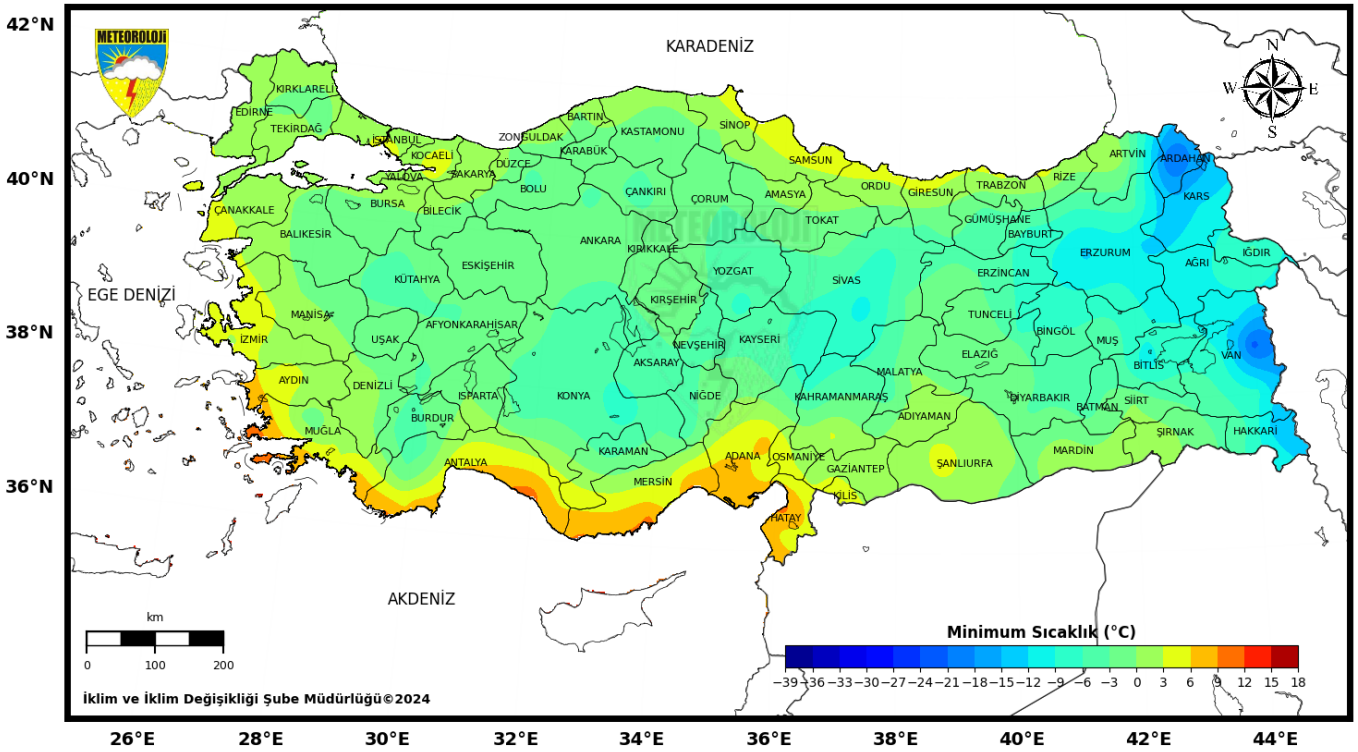 42°N
40°N
38°N
36°N
METEOROLOJİ
KARADENİZ
N
W E
S
KIRKLARELİ
EDİRNE
TEKİRDAĞ
İSTANBUL
KOCAELİ
YALOVA
SAKARYA
DÜZCE
ZONGULDAK
BARTIN
KARABÜK
KASTAMONU
SİNOP
SAMSUN
ORDU
GİRESUN
TRABZON
RİZE
ARTVİN
ARDAHAN
KARS
ÇANAKKALE
BURSA
BİLECİK
BOLU
ÇANKIRI
ÇORUM
AMASYA
TOKAT
GÜMÜŞHANE
BAYBURT
ERZURUM
AĞRI
IĞDIR
METEOROLOJİ
BALIKESİR
KÜTAHYA
ESKİŞEHİR
ANKARA
KIRIKKALE
YOZGAT
SİVAS
ERZİNCAN
EGE DENİZİ
MANİSA
İZMİR
UŞAK
AFYONKARAHİSAR
KIRŞEHİR
NEVŞEHİR
KAYSERİ
TUNCELİ
BİNGÖL
MUŞ
BİTLİS
VAN
AYDIN
DENİZLİ
ISPARTA
BURDUR
KONYA
AKSARAY
NİĞDE
KAHRAMANMARAŞ
MALATYA
ELAZIĞ
ADIYAMAN
DİYARBAKIR
BATMAN
SİİRT
ŞIRNAK
HAKKARİ
MUĞLA
ANTALYA
KARAMAN
MERSİN
ADANA
OSMANİYE
GAZİANTEP
KİLİS
HATAY
ŞANLIURFA
MARDİN
AKDENİZ
km
0 100 200
İklim ve İklim Değişikliği Şube Müdürlüğü©2024
Minimum Sıcaklık (°C)
−39 −36 −33 −30 −27 −24 −21 −18 −15 −12 −9 −6 −3 0 3 6 9 12 15 18
26°E 28°E 30°E 32°E 34°E 36°E 38°E 40°E 42°E 44°E